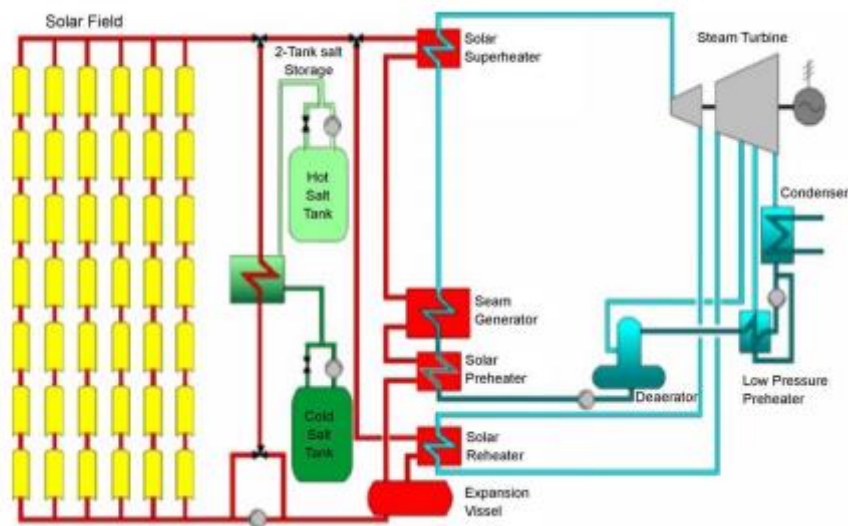 Solar Field
2-Tank salt
Storage
Hot
Salt
Tank
Cold
Salt
Tank
Solar
Superheater
Seam
Generator
Solar
Preheater
Solar
Reheater
Expansion
Vissel
Steam Turbine
Condenser
Deaerator
Low Pressure
Preheater